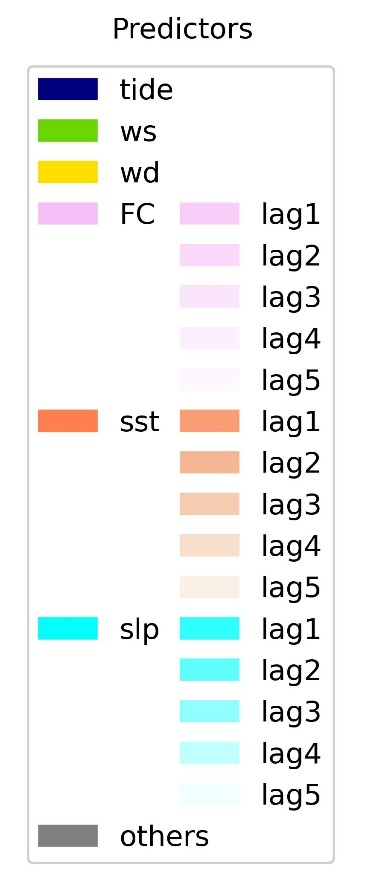 Predictors
tide
ws
wd
FC lag1
lag2
lag3
lag4
lag5
sst lag1
lag2
lag3
lag4
lag5
slp lag1
lag2
lag3
lag4
lag5
others